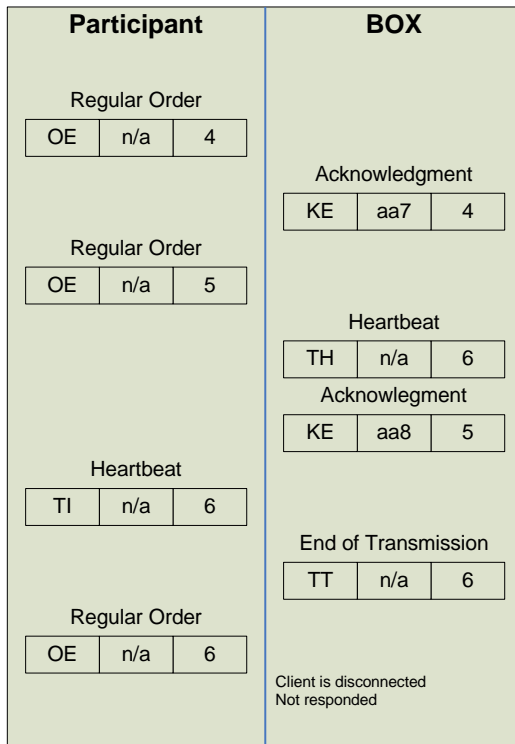 Participant BOX
Regular Order
OE n/a 4
Acknowledgment
KE aa7 4
Regular Order
OE n/a 5
Heartbeat
TH n/a 6
Acknowlegment
KE aa8 5
Heartbeat
TI n/a 6
End of Transmission
TT n/a 6
Regular Order
OE n/a 6
Client is disconnected
Not responded